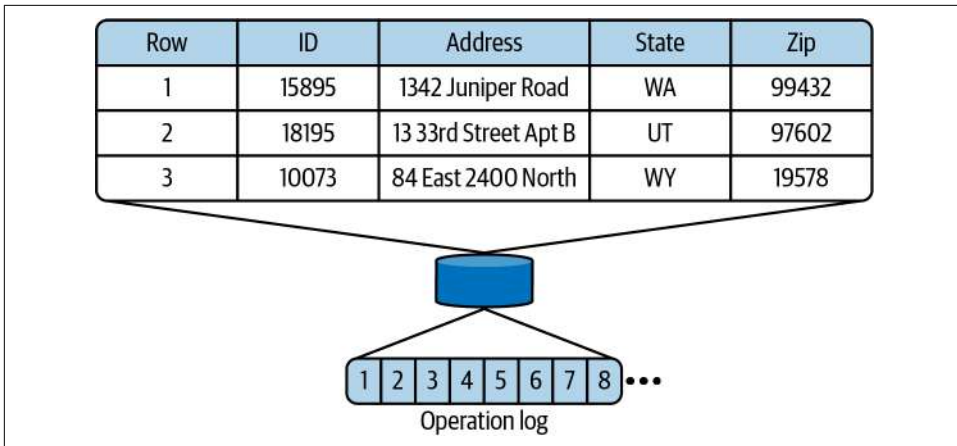 Row ID Address State Zip
1 15895 1342 Juniper Road WA 99432
2 18195 13 33rd Street Apt B UT 97602
3 10073 84 East 2400 North WY 19578
1 2 3 4 5 6 7 8 •••
Operation log